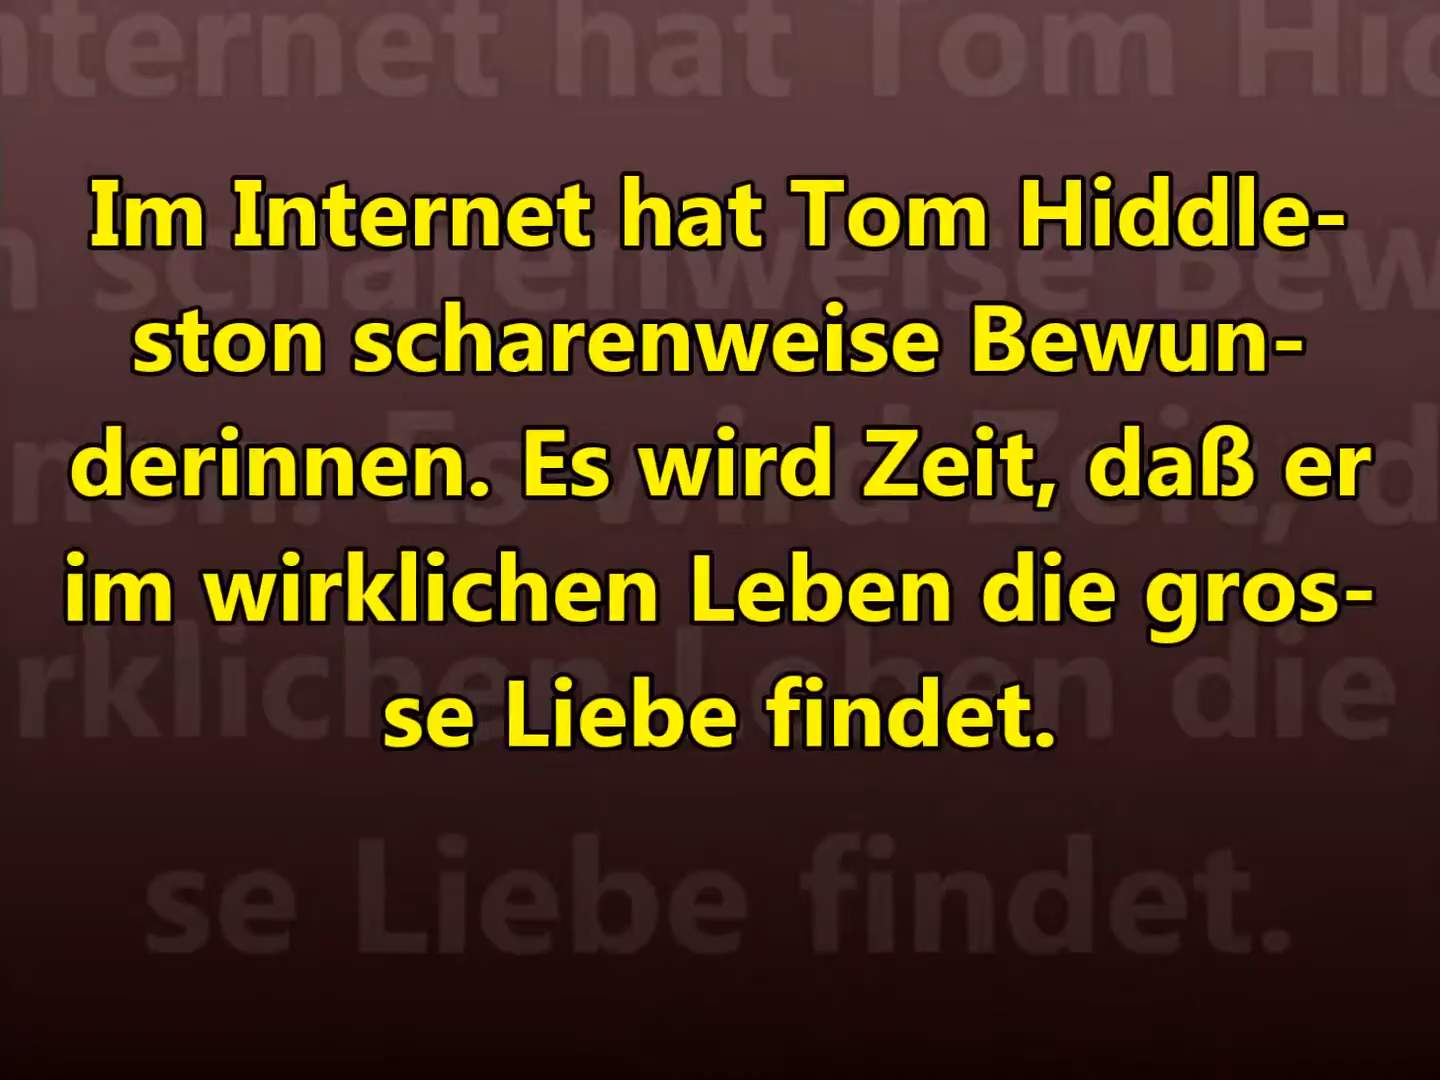 Im Internet hat Tom Hiddle-
ston scharenweise Bewun-
derinnen. Es wird Zeit, daß er
im wirklichen Leben die gros-
se Liebe findet.